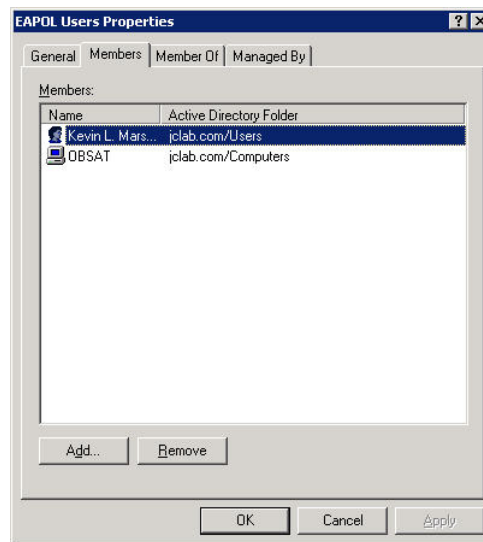 EAPOL Users Properties
General Members Member Of Managed By
Members:
Name Active Directory Folder
Kevin L. Mars... jclab.com/Users
OBSAT jclab.com/Computers
Add... Remove
OK Cancel Apply